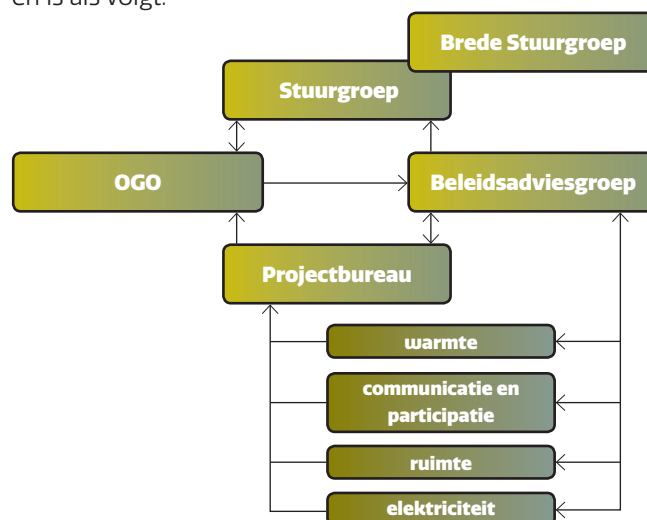 en is als volgt:
Brede Stuurgroep
Stuurgroep
OGO
Beleidsadviesgroep
Projectbureau
warmte
communicatie en
participatie
ruimte
elektriciteit